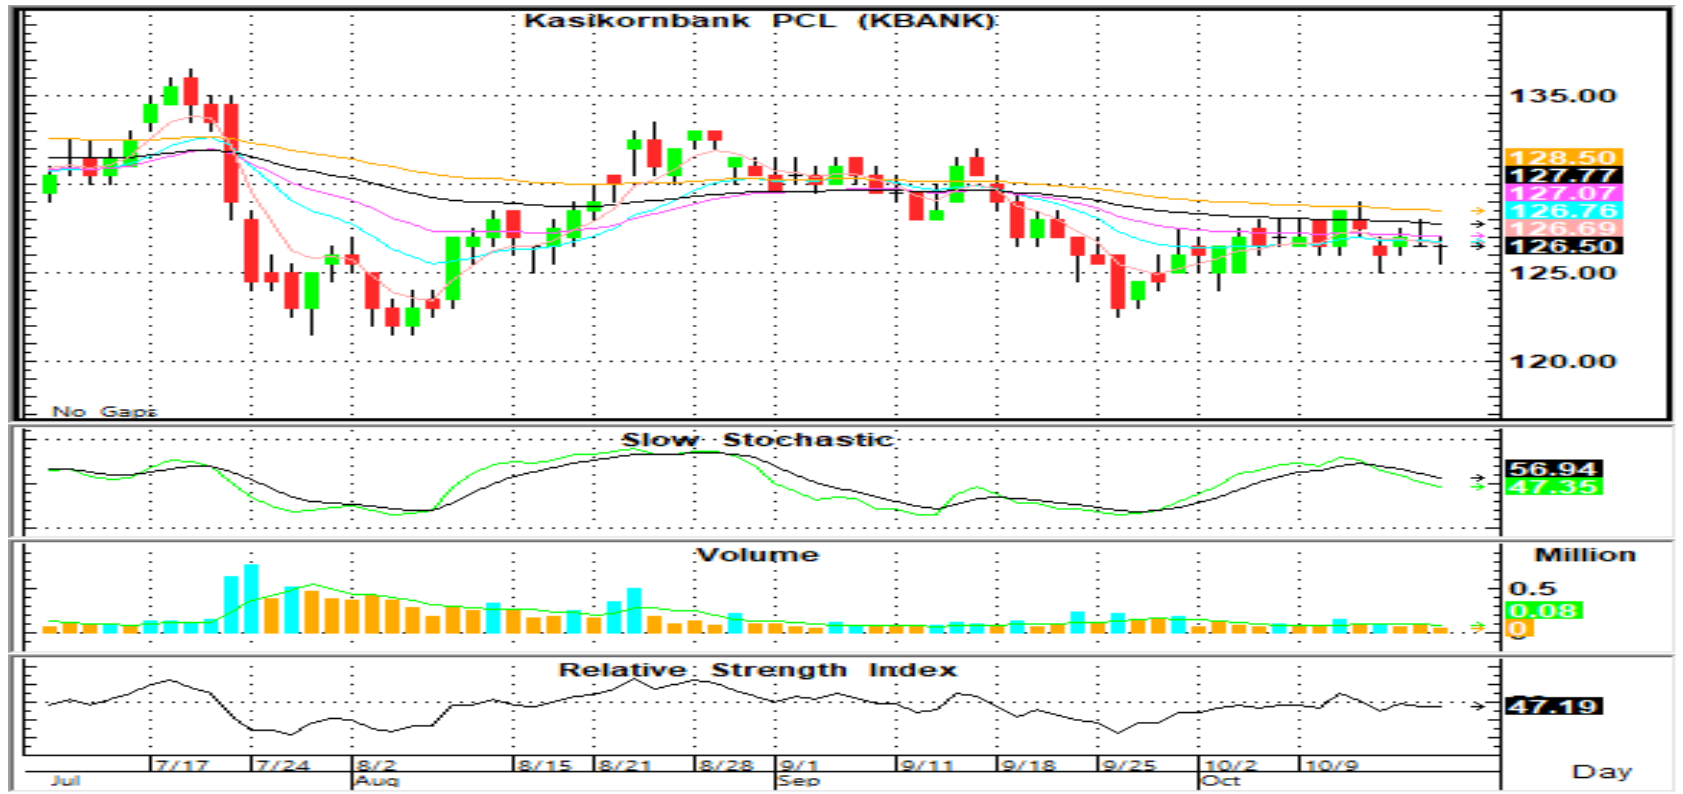 Kasikornbank PCL (KBANK)
135.00
128.50
127.77
127.07
126.76
126.69
126.50
125.00
120.00
No Gaps
Slow Stochastic
56.94
47.35
Volume
Million
0.5
0.08
0
Relative Strength Index
47.19
7/17 7/24 8/2 8/15 8/21 8/28 9/1 9/11 9/18 9/25 10/2 10/9
Jul Aug Sep Oct
Day